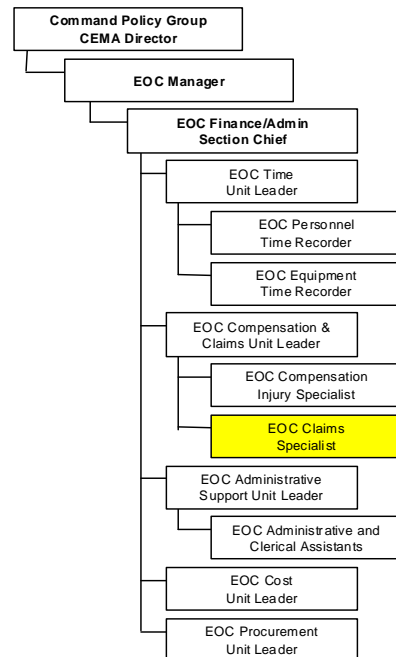 Command Policy Group
CEMA Director
EOC Manager
EOC Finance/Admin
Section Chief
EOC Time
Unit Leader
EOC Personnel
Time Recorder
EOC Equipment
Time Recorder
EOC Compensation &
Claims Unit Leader
EOC Compensation
Injury Specialist
EOC Claims
Specialist
EOC Administrative
Support Unit Leader
EOC Administrative and
Clerical Assistants
EOC Cost
Unit Leader
EOC Procurement
Unit Leader